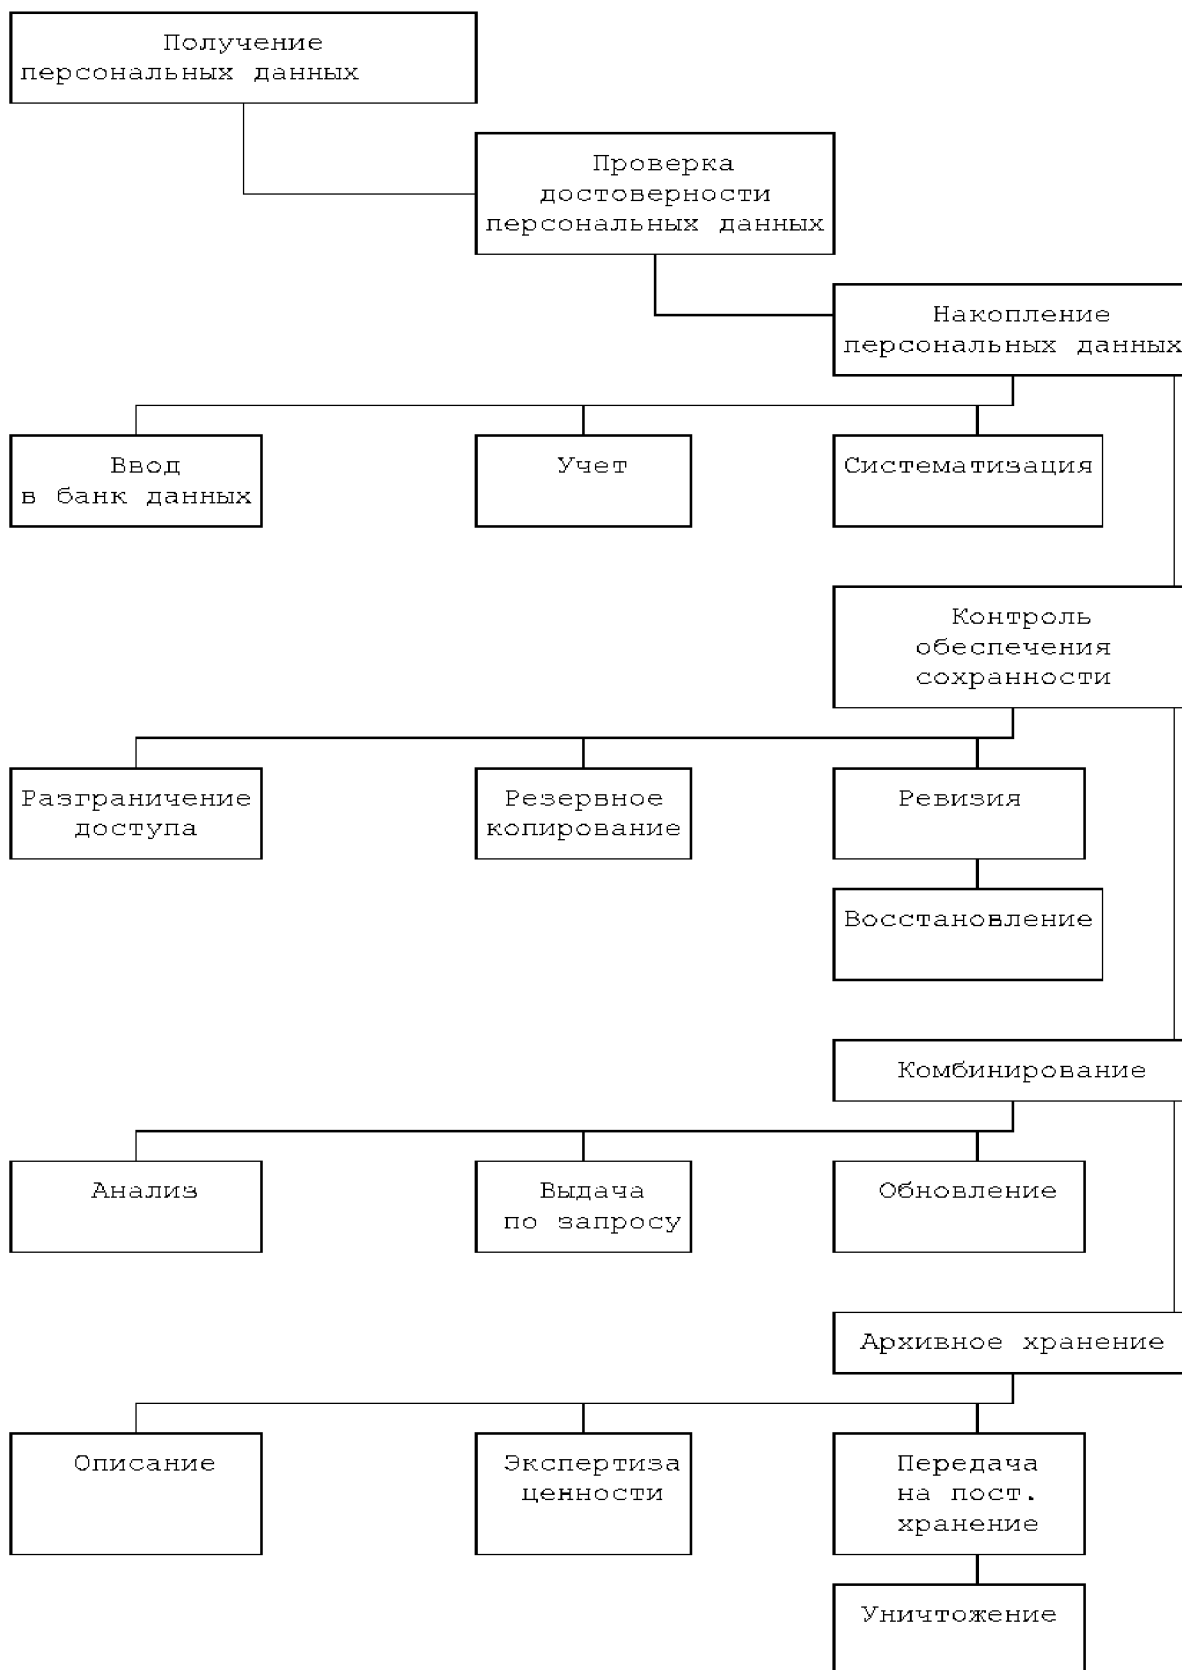 Получение
персональных данных
Проверка
достоверности
персональных данных
Накопление
персональных данных
Ввод
в банк данных
Учет
Систематизация
Контроль
обеспечения
сохранности
Разграничение
доступа
Резервное
копирование
Ревизия
Восстановление
Комбинирование
Анализ
Выдача
по запросу
Обновление
Архивное хранение
Описание
Экспертиза
ценности
Передача
на пост.
хранение
Уничтожение